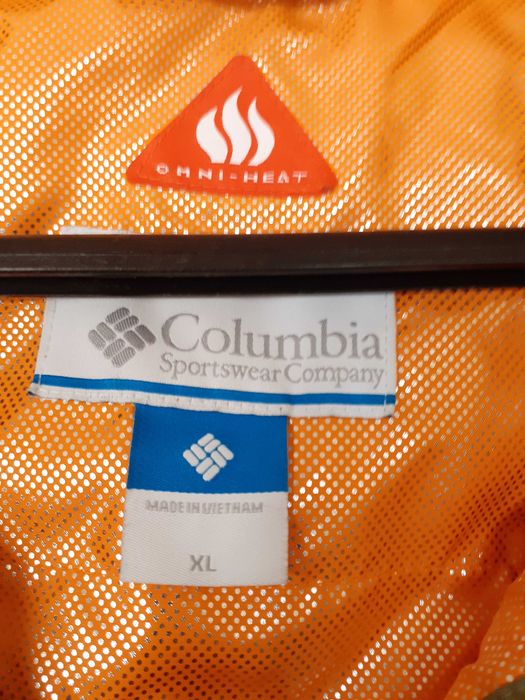 OMNI-HEAT
Columbia
Sportswear Company
MADE IN VIETNAM
XL